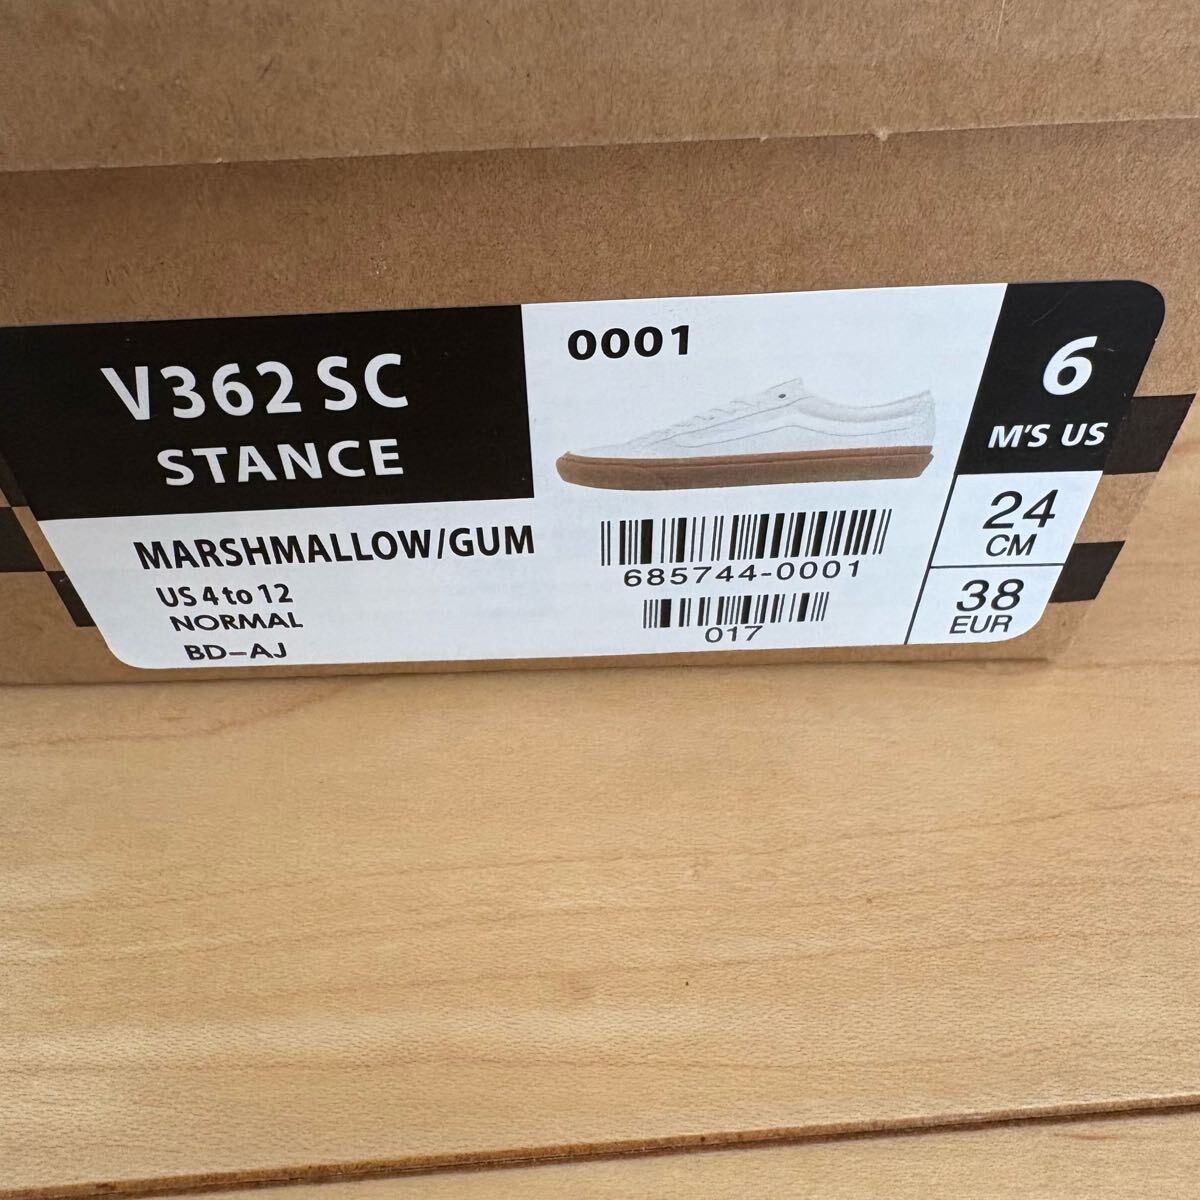 V362 SC
STANCE
MARSHMALLOW/GUM
US 4 to 12
NORMAL
BD-AJ
0001
685744-0001
017
6
M'S US
24
CM
38
EUR